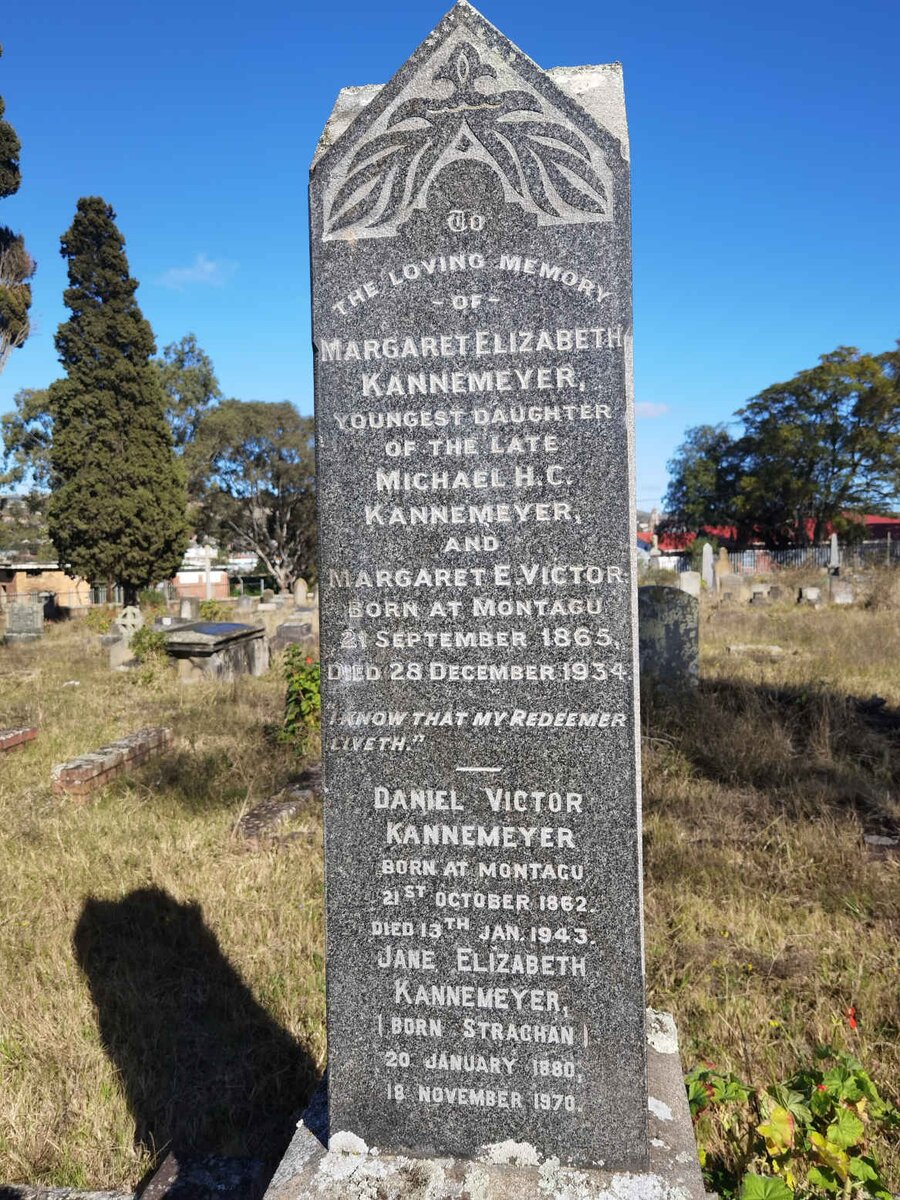 To
THE LOVING MEMORY
- OF -
MARGARET ELIZABETH
KANNEMEYER,
YOUNGEST DAUGHTER
OF THE LATE
MICHAEL H.C.
KANNEMEYER,
AND
MARGARET E. VICTOR
BORN AT MONTAGU
21 SEPTEMBER 1865,
DIED 28 DECEMBER 1934.
I KNOW THAT MY REDEEMER
LIVETH."
DANIEL VICTOR
KANNEMEYER
BORN AT MONTAGU
21ST OCTOBER 1862.
DIED 13TH JAN. 1943.
JANE ELIZABETH
KANNEMEYER,
(BORN STRACHAN)
20 JANUARY 1880,
18 NOVEMBER 1970.